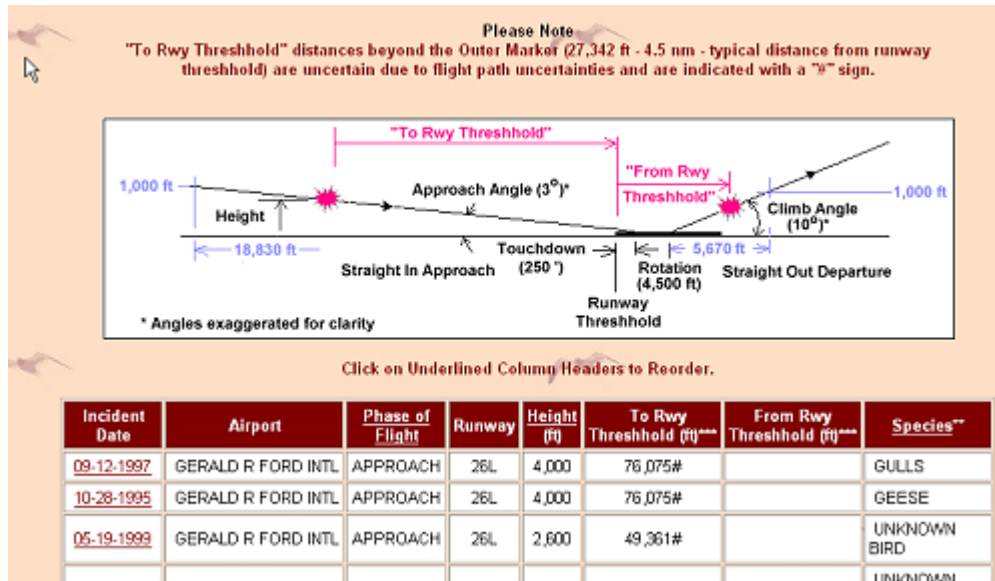 Please Note
"To Rwy Threshhold" distances beyond the Outer Marker (27,342 ft - 4.5 nm - typical distance from runway
threshhold) are uncertain due to flight path uncertainties and are indicated with a "#" sign.
"To Rwy Threshhold"
"From Rwy
Threshhold"
1,000 ft
Approach Angle (3°)*
1,000 ft
Height
Climb Angle
(10°)*
18,830 ft
Touchdown
(250 ')
5,670 ft
Straight In Approach
Rotation
(4,500 ft)
Straight Out Departure
Runway
Threshhold
* Angles exaggerated for clarity
Click on Underlined Column Headers to Reorder.
Incident Date Airport Phase of Flight Runway Height (ft) To Rwy Threshhold (ft)*** From Rwy Threshhold (ft)*** Species**
09-12-1997 GERALD R FORD INTL APPROACH 26L 4,000 76,075# GULLS
10-28-1995 GERALD R FORD INTL APPROACH 26L 4,000 76,075# GEESE
05-19-1999 GERALD R FORD INTL APPROACH 26L 2,600 49,361# UNKNOWN BIRD
UNKNOWN